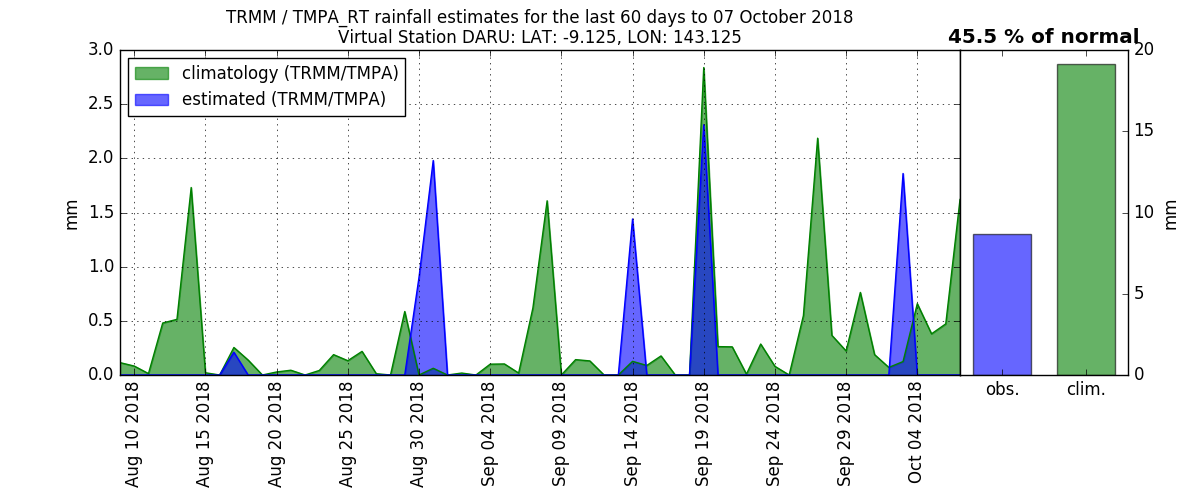 TRMM / TMPA_RT rainfall estimates for the last 60 days to 07 October 2018
Virtual Station DARU: LAT: -9.125, LON: 143.125
45.5 % of normal
climatology (TRMM/TMPA)
estimated (TRMM/TMPA)
3.0
2.5
2.0
1.5
1.0
0.5
0.0
mm
Aug 10 2018
Aug 15 2018
Aug 20 2018
Aug 25 2018
Aug 30 2018
Sep 04 2018
Sep 09 2018
Sep 14 2018
Sep 19 2018
Sep 24 2018
Sep 29 2018
Oct 04 2018
20
15
10
5
0
mm
obs.
clim.